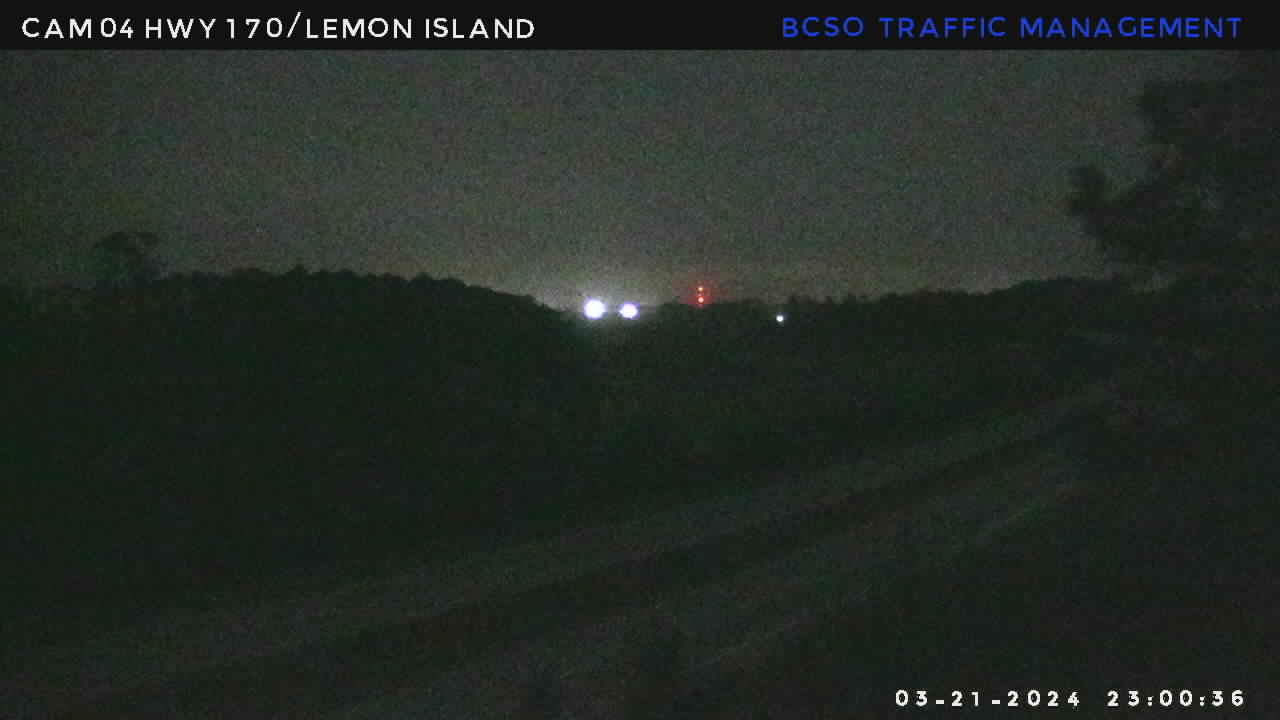 CAM04 HWY 170/LEMON ISLAND
BCSO TRAFFIC MANAGEMENT
03-21-2024 23:00:36